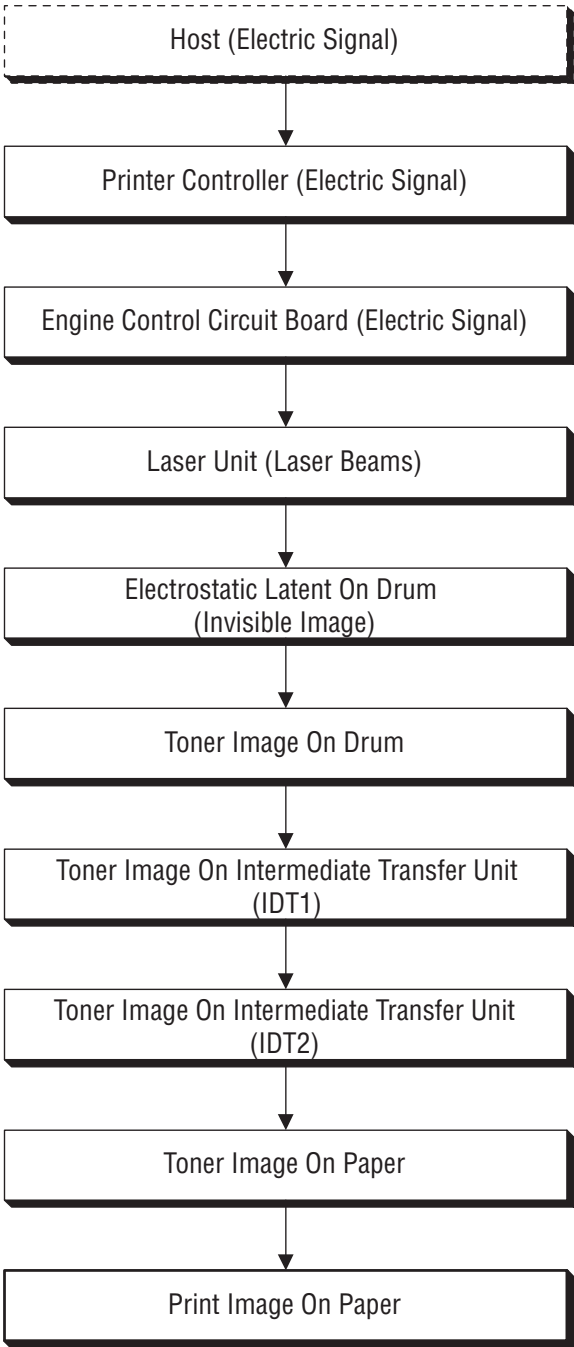 Host (Electric Signal)
Printer Controller (Electric Signal)
Engine Control Circuit Board (Electric Signal)
Laser Unit (Laser Beams)
Electrostatic Latent On Drum
(Invisible Image)
Toner Image On Drum
Toner Image On Intermediate Transfer Unit
(IDT1)
Toner Image On Intermediate Transfer Unit
(IDT2)
Toner Image On Paper
Print Image On Paper